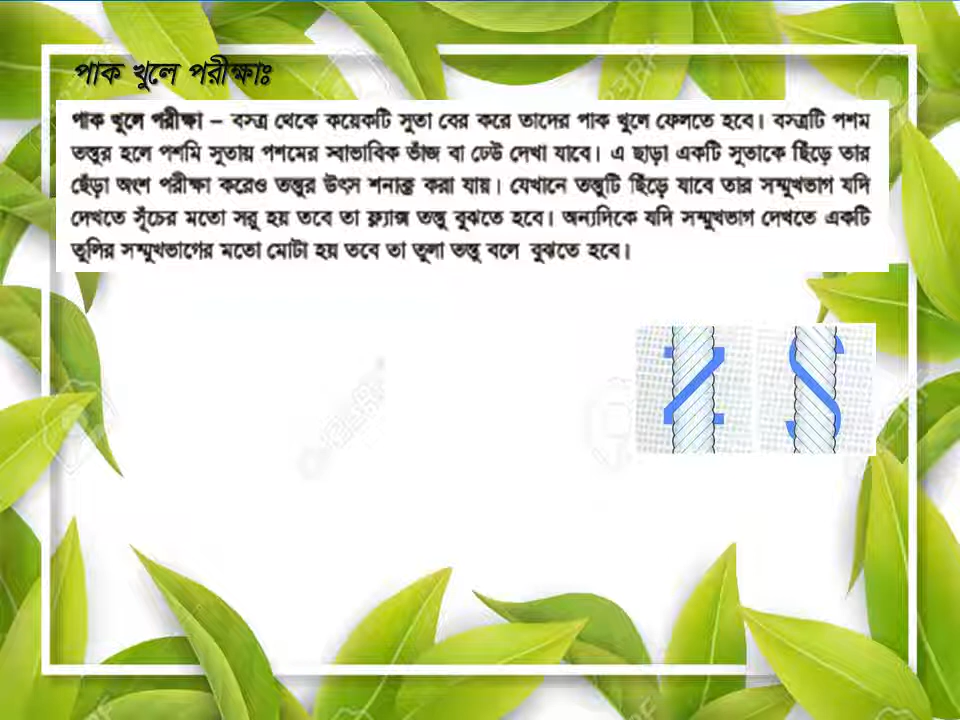 পাক খুলে পরীক্ষাঃ
পাক খুলে পরীক্ষা – বস্ত্র থেকে কয়েকটি সুতা বের করে তাদের পাক খুলে ফেলতে হবে। বস্ত্রটি পশম
তন্তুর হলে পশমি সুতায় পশমের স্বাভাবিক ভাঁজ বা ঢেউ দেখা যাবে। এ ছাড়া একটি সুতাকে ছিঁড়ে তার
ছেঁড়া অংশ পরীক্ষা করেও তন্তুর উৎস শনাক্ত করা যায়। যেখানে তন্তুটি ছিঁড়ে যাবে তার সম্মুখভাগ যদি
দেখতে সূঁচের মতো সরু হয় তবে তা ফ্ল্যাক্স তন্তু বুঝতে হবে। অন্যদিকে যদি সম্মুখভাগ দেখতে একটি
তুলির সম্মুখভাগের মতো মোটা হয় তবে তা তুলা তন্তু বলে বুঝতে হবে।
Z S